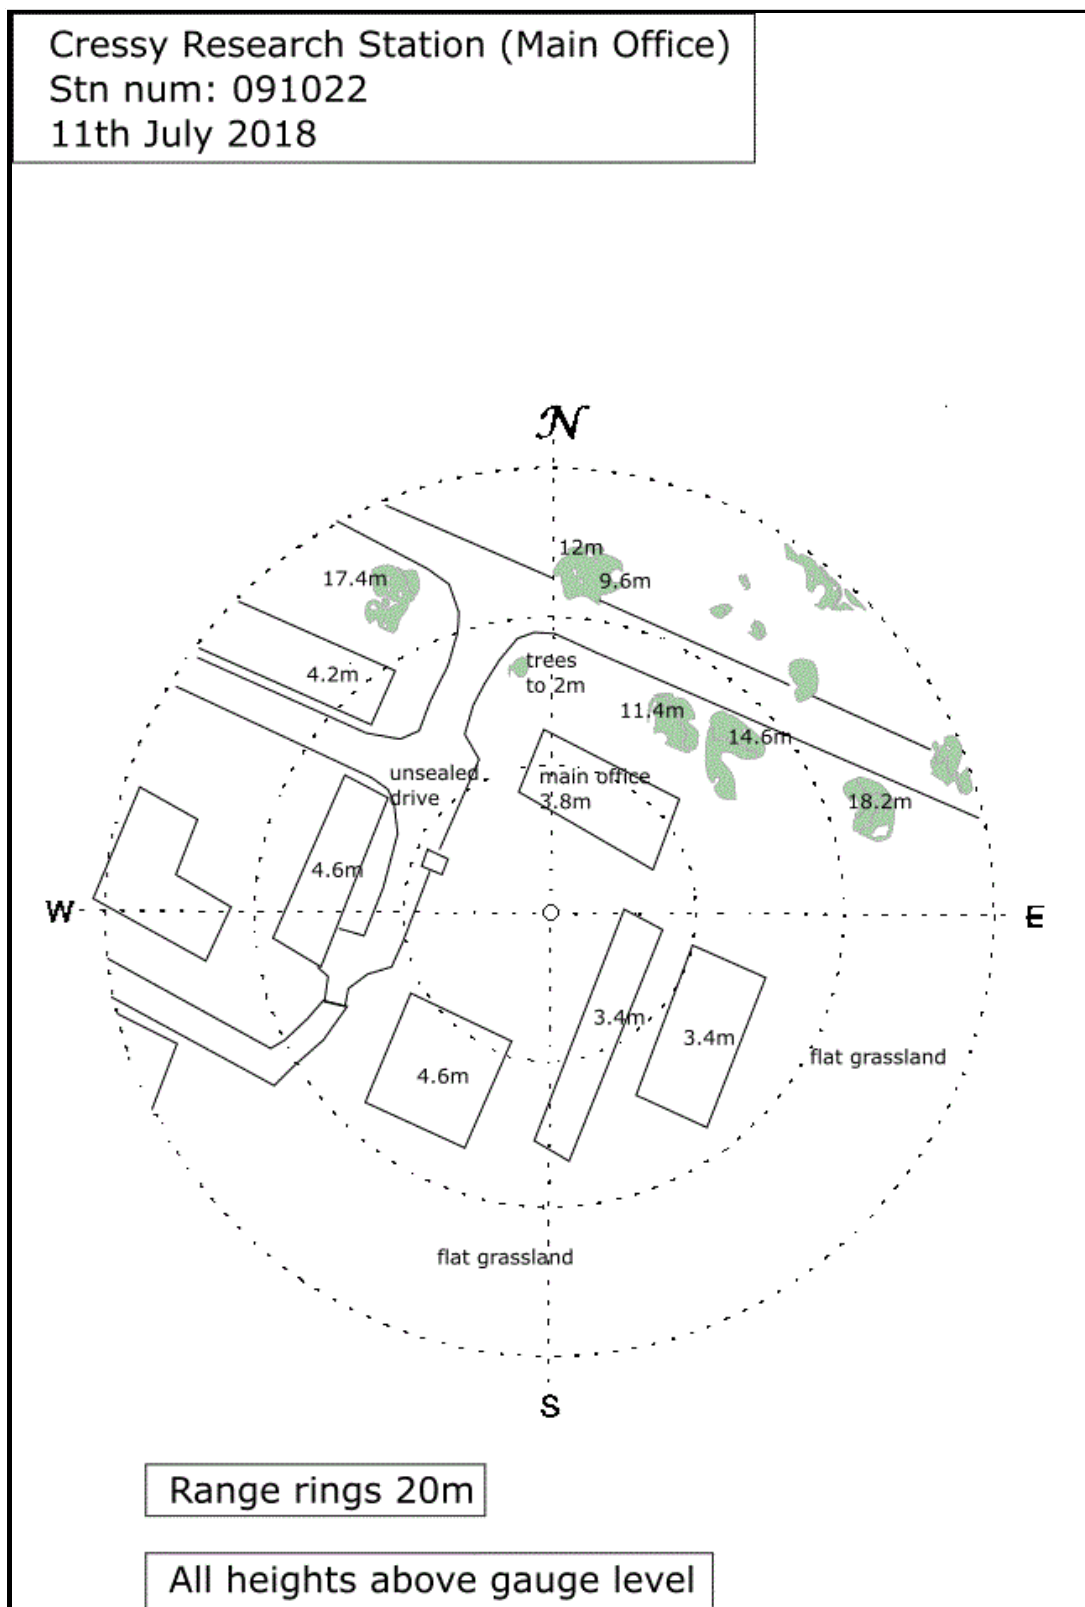 Cressy Research Station (Main Office)
Stn num: 091022
11th July 2018
N
12m
17.4m
9.6m
trees
to 2m
4.2m
11.4m
14.6m
unsealed
drive
main office
3.8m
18.2m
4.6m
W
E
3.4m
3.4m
flat grassland
4.6m
flat grassland
S
Range rings 20m
All heights above gauge level